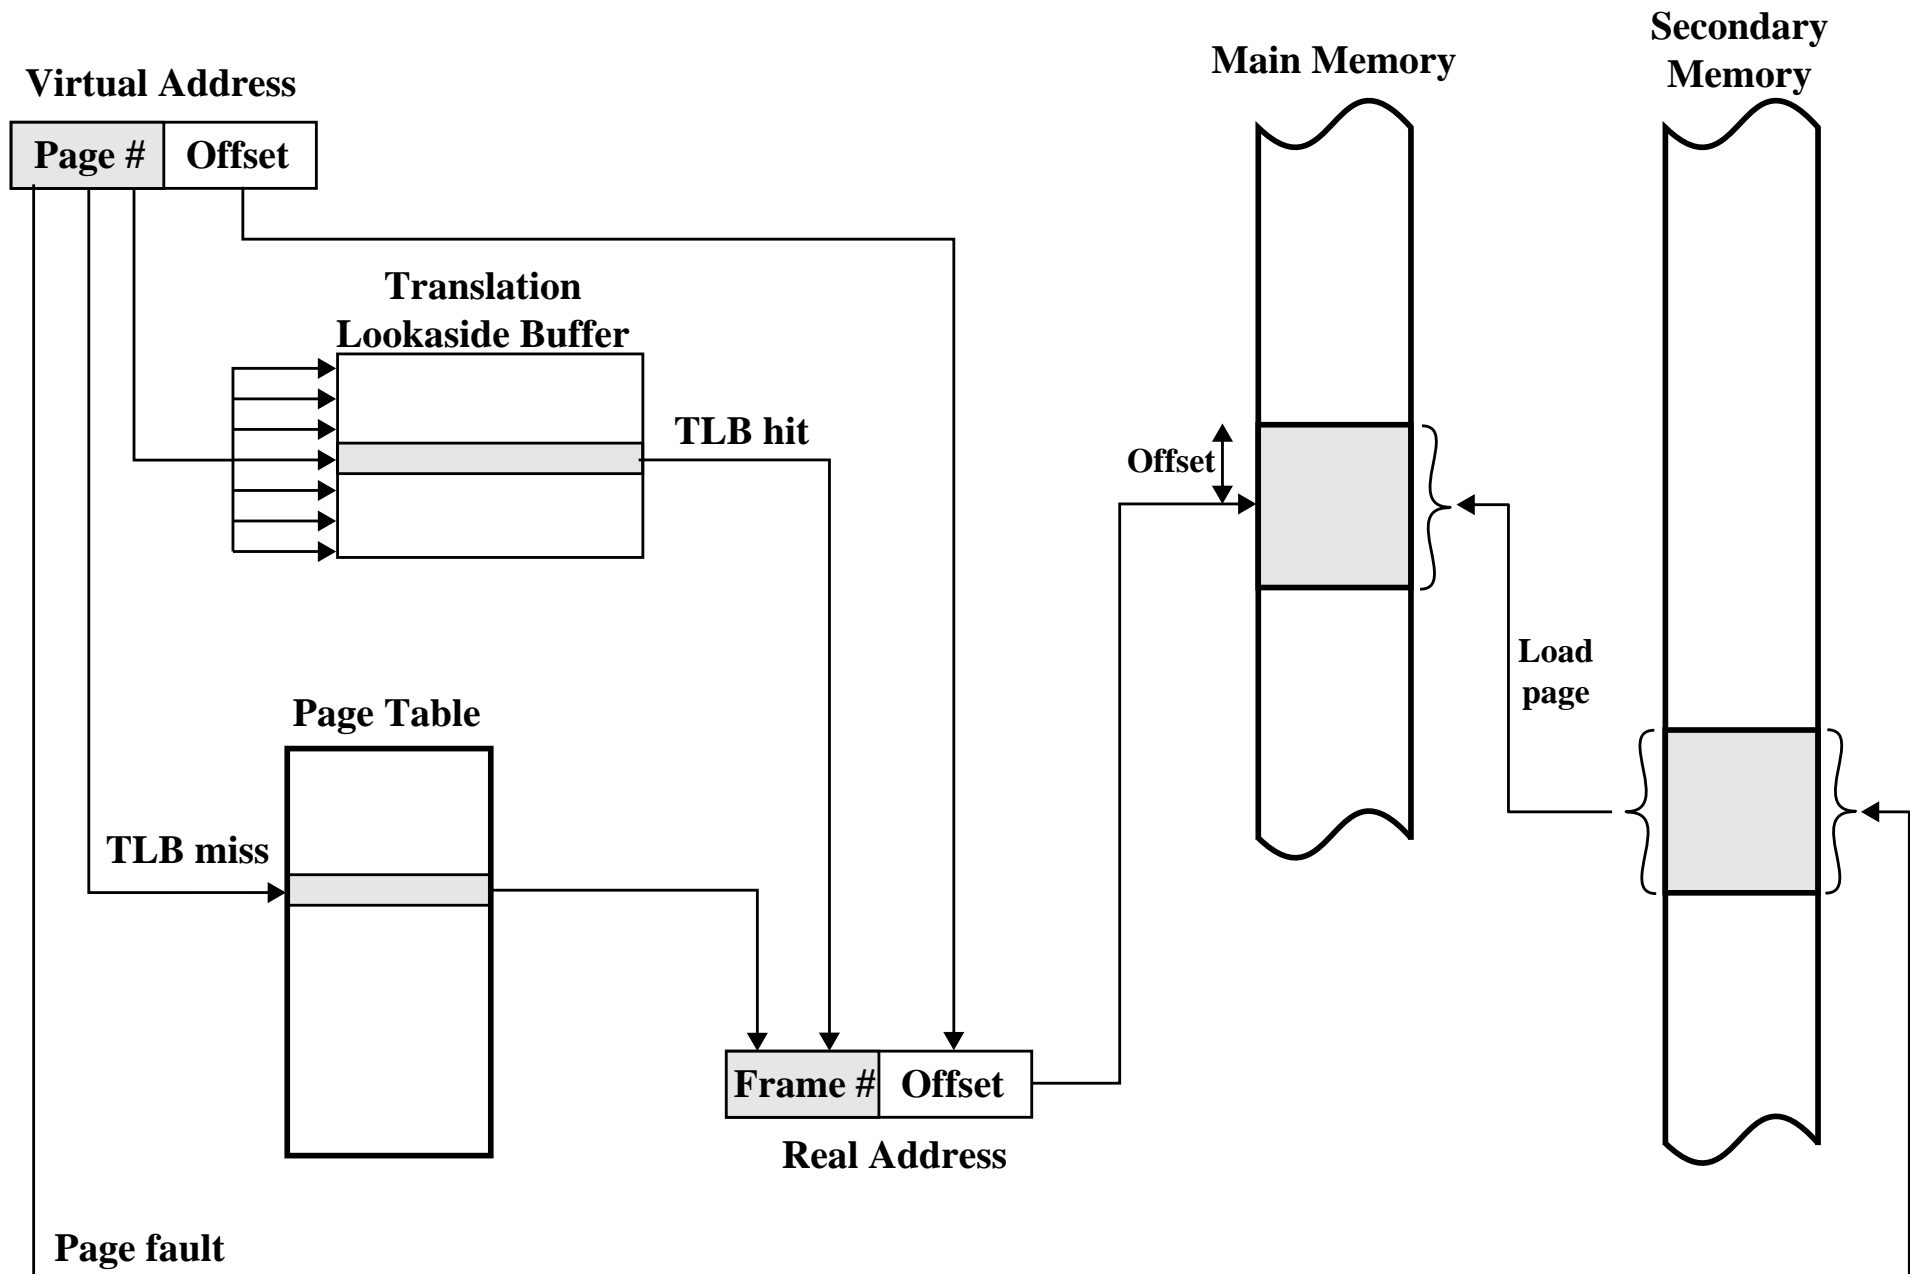 Virtual Address
Page #
Offset
Translation
Lookaside Buffer
TLB hit
Page Table
TLB miss
Frame #
Offset
Real Address
Page fault
Main Memory
Offset
Load
page
Secondary
Memory